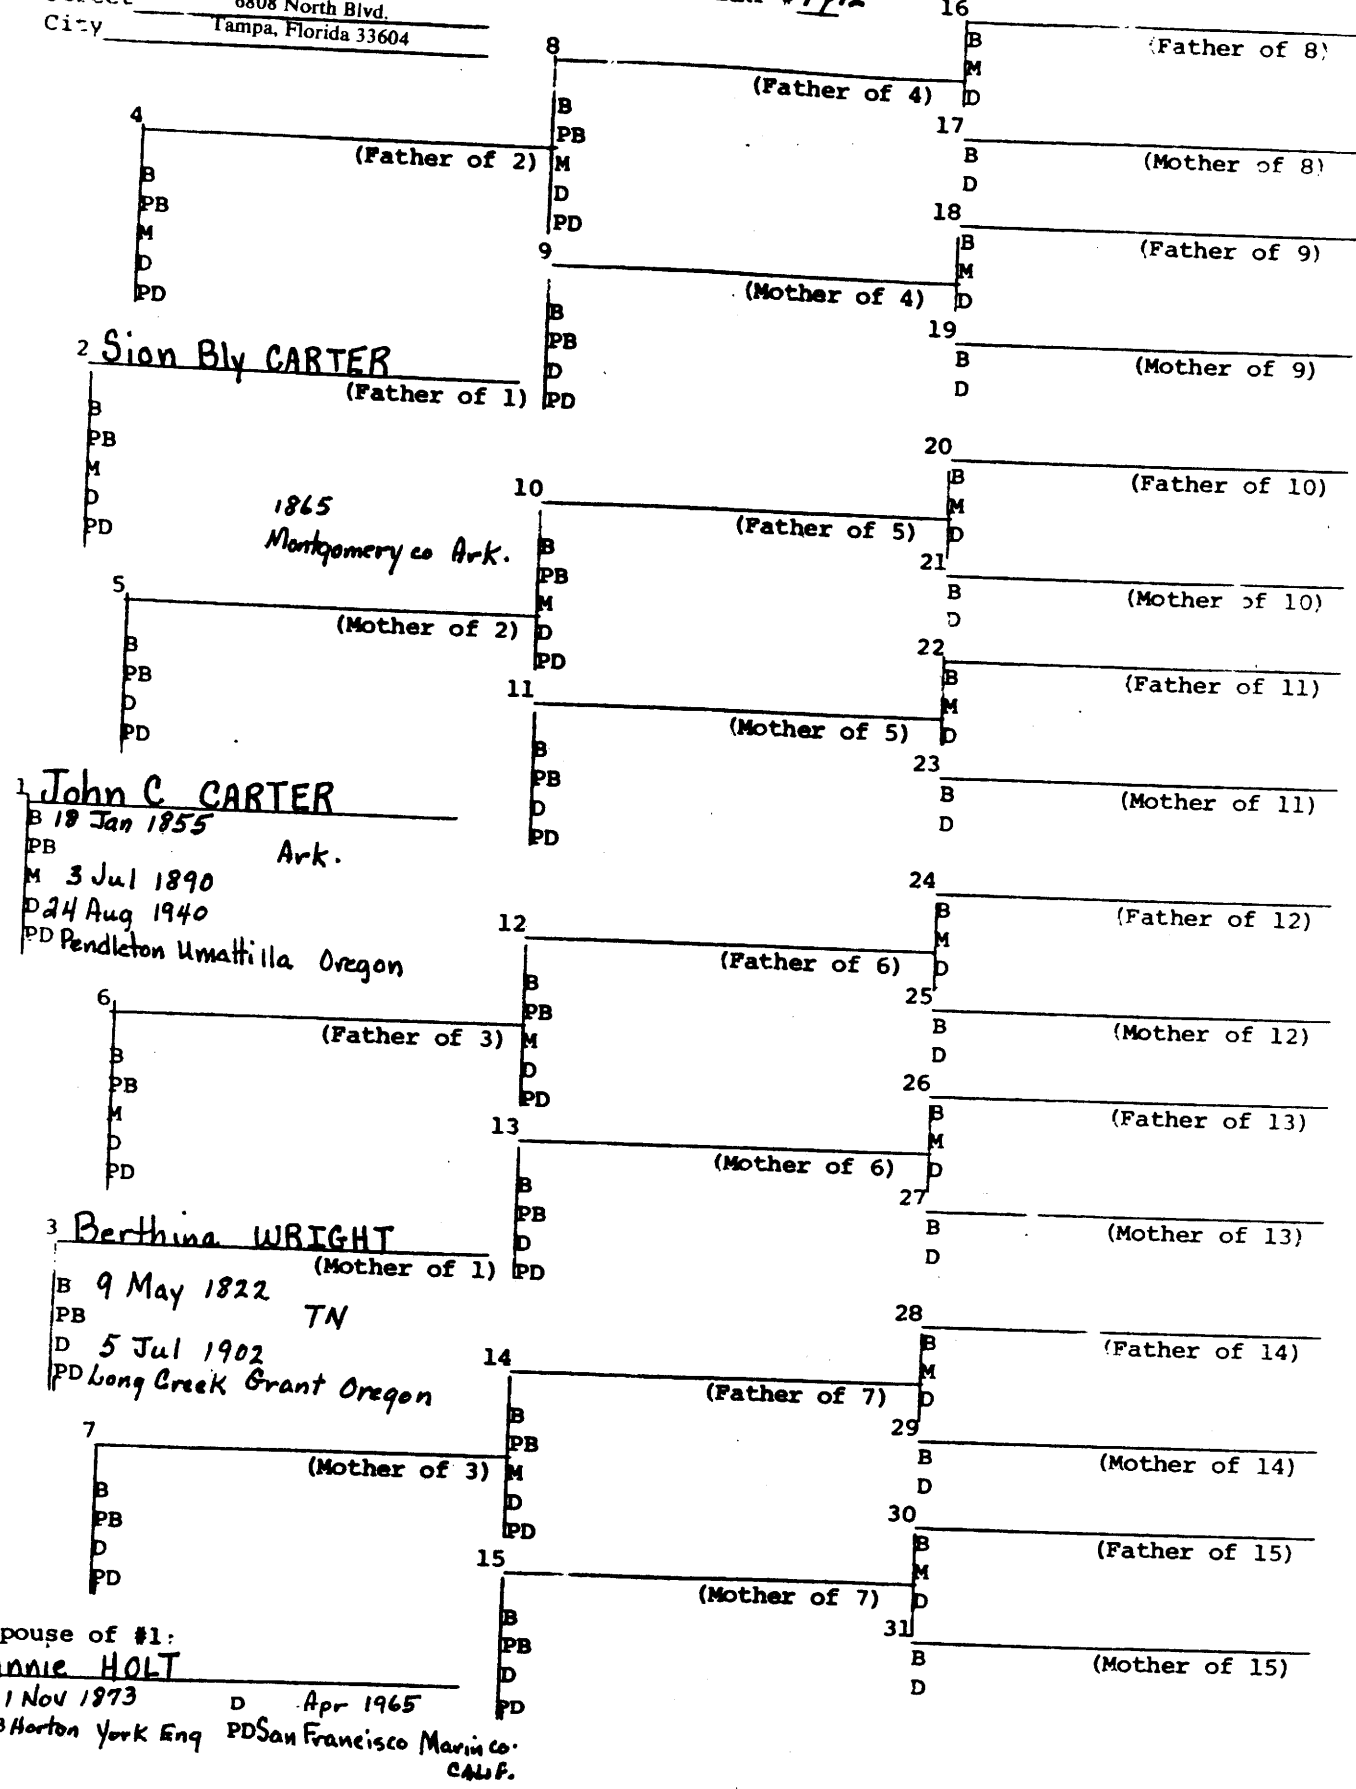 6808 North Blvd.
City Tampa, Florida 33604
16
(Father of 8)
B
M
D
8
(Father of 4)
B
PB
M
D
PD
17
(Mother of 8)
B
D
4
(Father of 2)
B
PB
M
D
PD
18
(Father of 9)
B
M
D
9
(Mother of 4)
B
PB
D
PD
19
(Mother of 9)
B
D
2 Sion Bly CARTER
(Father of 1)
B
PB
M
D
PD
1865
Montgomery co Ark.
20
(Father of 10)
B
M
D
10
(Father of 5)
B
PB
M
D
PD
21
(Mother of 10)
B
D
5
(Mother of 2)
B
PB
D
PD
22
(Father of 11)
B
M
D
11
(Mother of 5)
B
PB
D
PD
23
(Mother of 11)
B
D
1 John C CARTER
B 18 Jan 1855
PB Ark.
M 3 Jul 1890
D 24 Aug 1940
PD Pendleton Umattilla Oregon
24
(Father of 12)
B
M
D
12
(Father of 6)
B
PB
M
D
PD
25
(Mother of 12)
B
D
6
(Father of 3)
B
PB
M
D
PD
26
(Father of 13)
B
M
D
13
(Mother of 6)
B
PB
D
PD
27
(Mother of 13)
B
D
3 Berthina WRIGHT
(Mother of 1)
B 9 May 1822
PB TN
D 5 Jul 1902
PD Long Creek Grant Oregon
28
(Father of 14)
B
M
D
14
(Father of 7)
B
PB
M
D
PD
29
(Mother of 14)
B
D
7
(Mother of 3)
B
PB
D
PD
30
(Father of 15)
B
M
D
15
(Mother of 7)
B
PB
D
PD
31
(Mother of 15)
B
D
pouse of #1:
nnie HOLT
1 Nov 1873 D Apr 1965
Horton York Eng PD San Francisco Marin co.
CALIF.